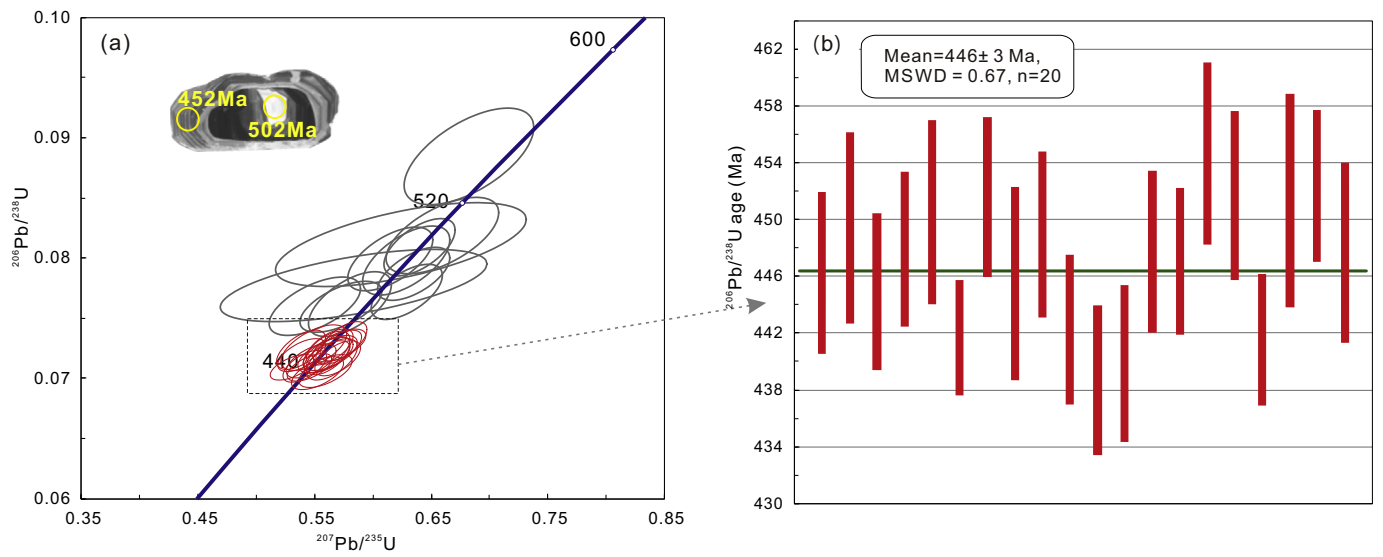 (a)
452Ma
502Ma
600
520
440
0.10
0.09
0.08
0.07
0.06
0.35
0.45
0.55
0.65
0.75
0.85
²⁰⁶Pb/²³⁸U
²⁰⁷Pb/²³⁵U
(b)
Mean=446± 3 Ma,
MSWD = 0.67, n=20
462
458
454
450
446
442
438
434
430
²⁰⁶Pb/²³⁸U age (Ma)